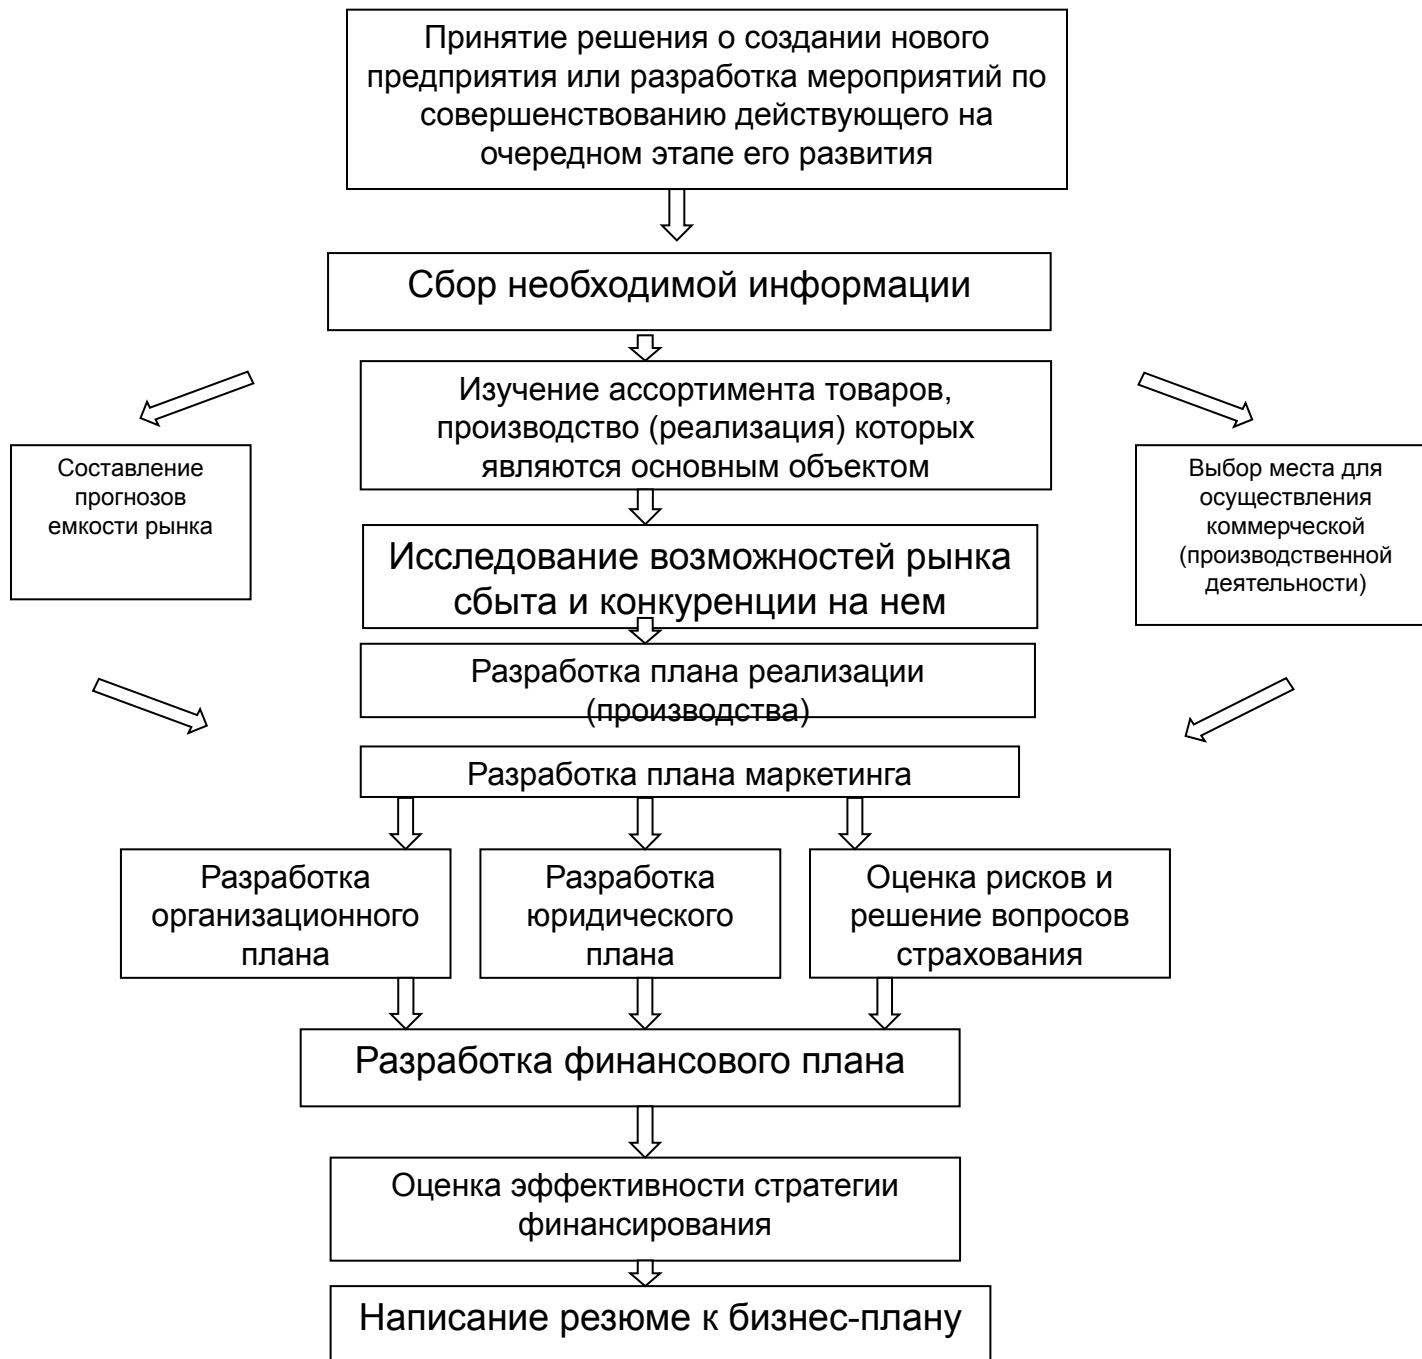 Принятие решения о создании нового
предприятия или разработка мероприятий по
совершенствованию действующего на
очередном этапе его развития
Сбор необходимой информации
Изучение ассортимента товаров,
производство (реализация) которых
являются основным объектом
Составление
прогнозов
емкости рынка
Выбор места для
осуществления
коммерческой
(производственной
деятельности)
Исследование возможностей рынка
сбыта и конкуренции на нем
Разработка плана реализации
(производства)
Разработка плана маркетинга
Разработка
организационного
плана
Разработка
юридического
плана
Оценка рисков и
решение вопросов
страхования
Разработка финансового плана
Оценка эффективности стратегии
финансирования
Написание резюме к бизнес-плану